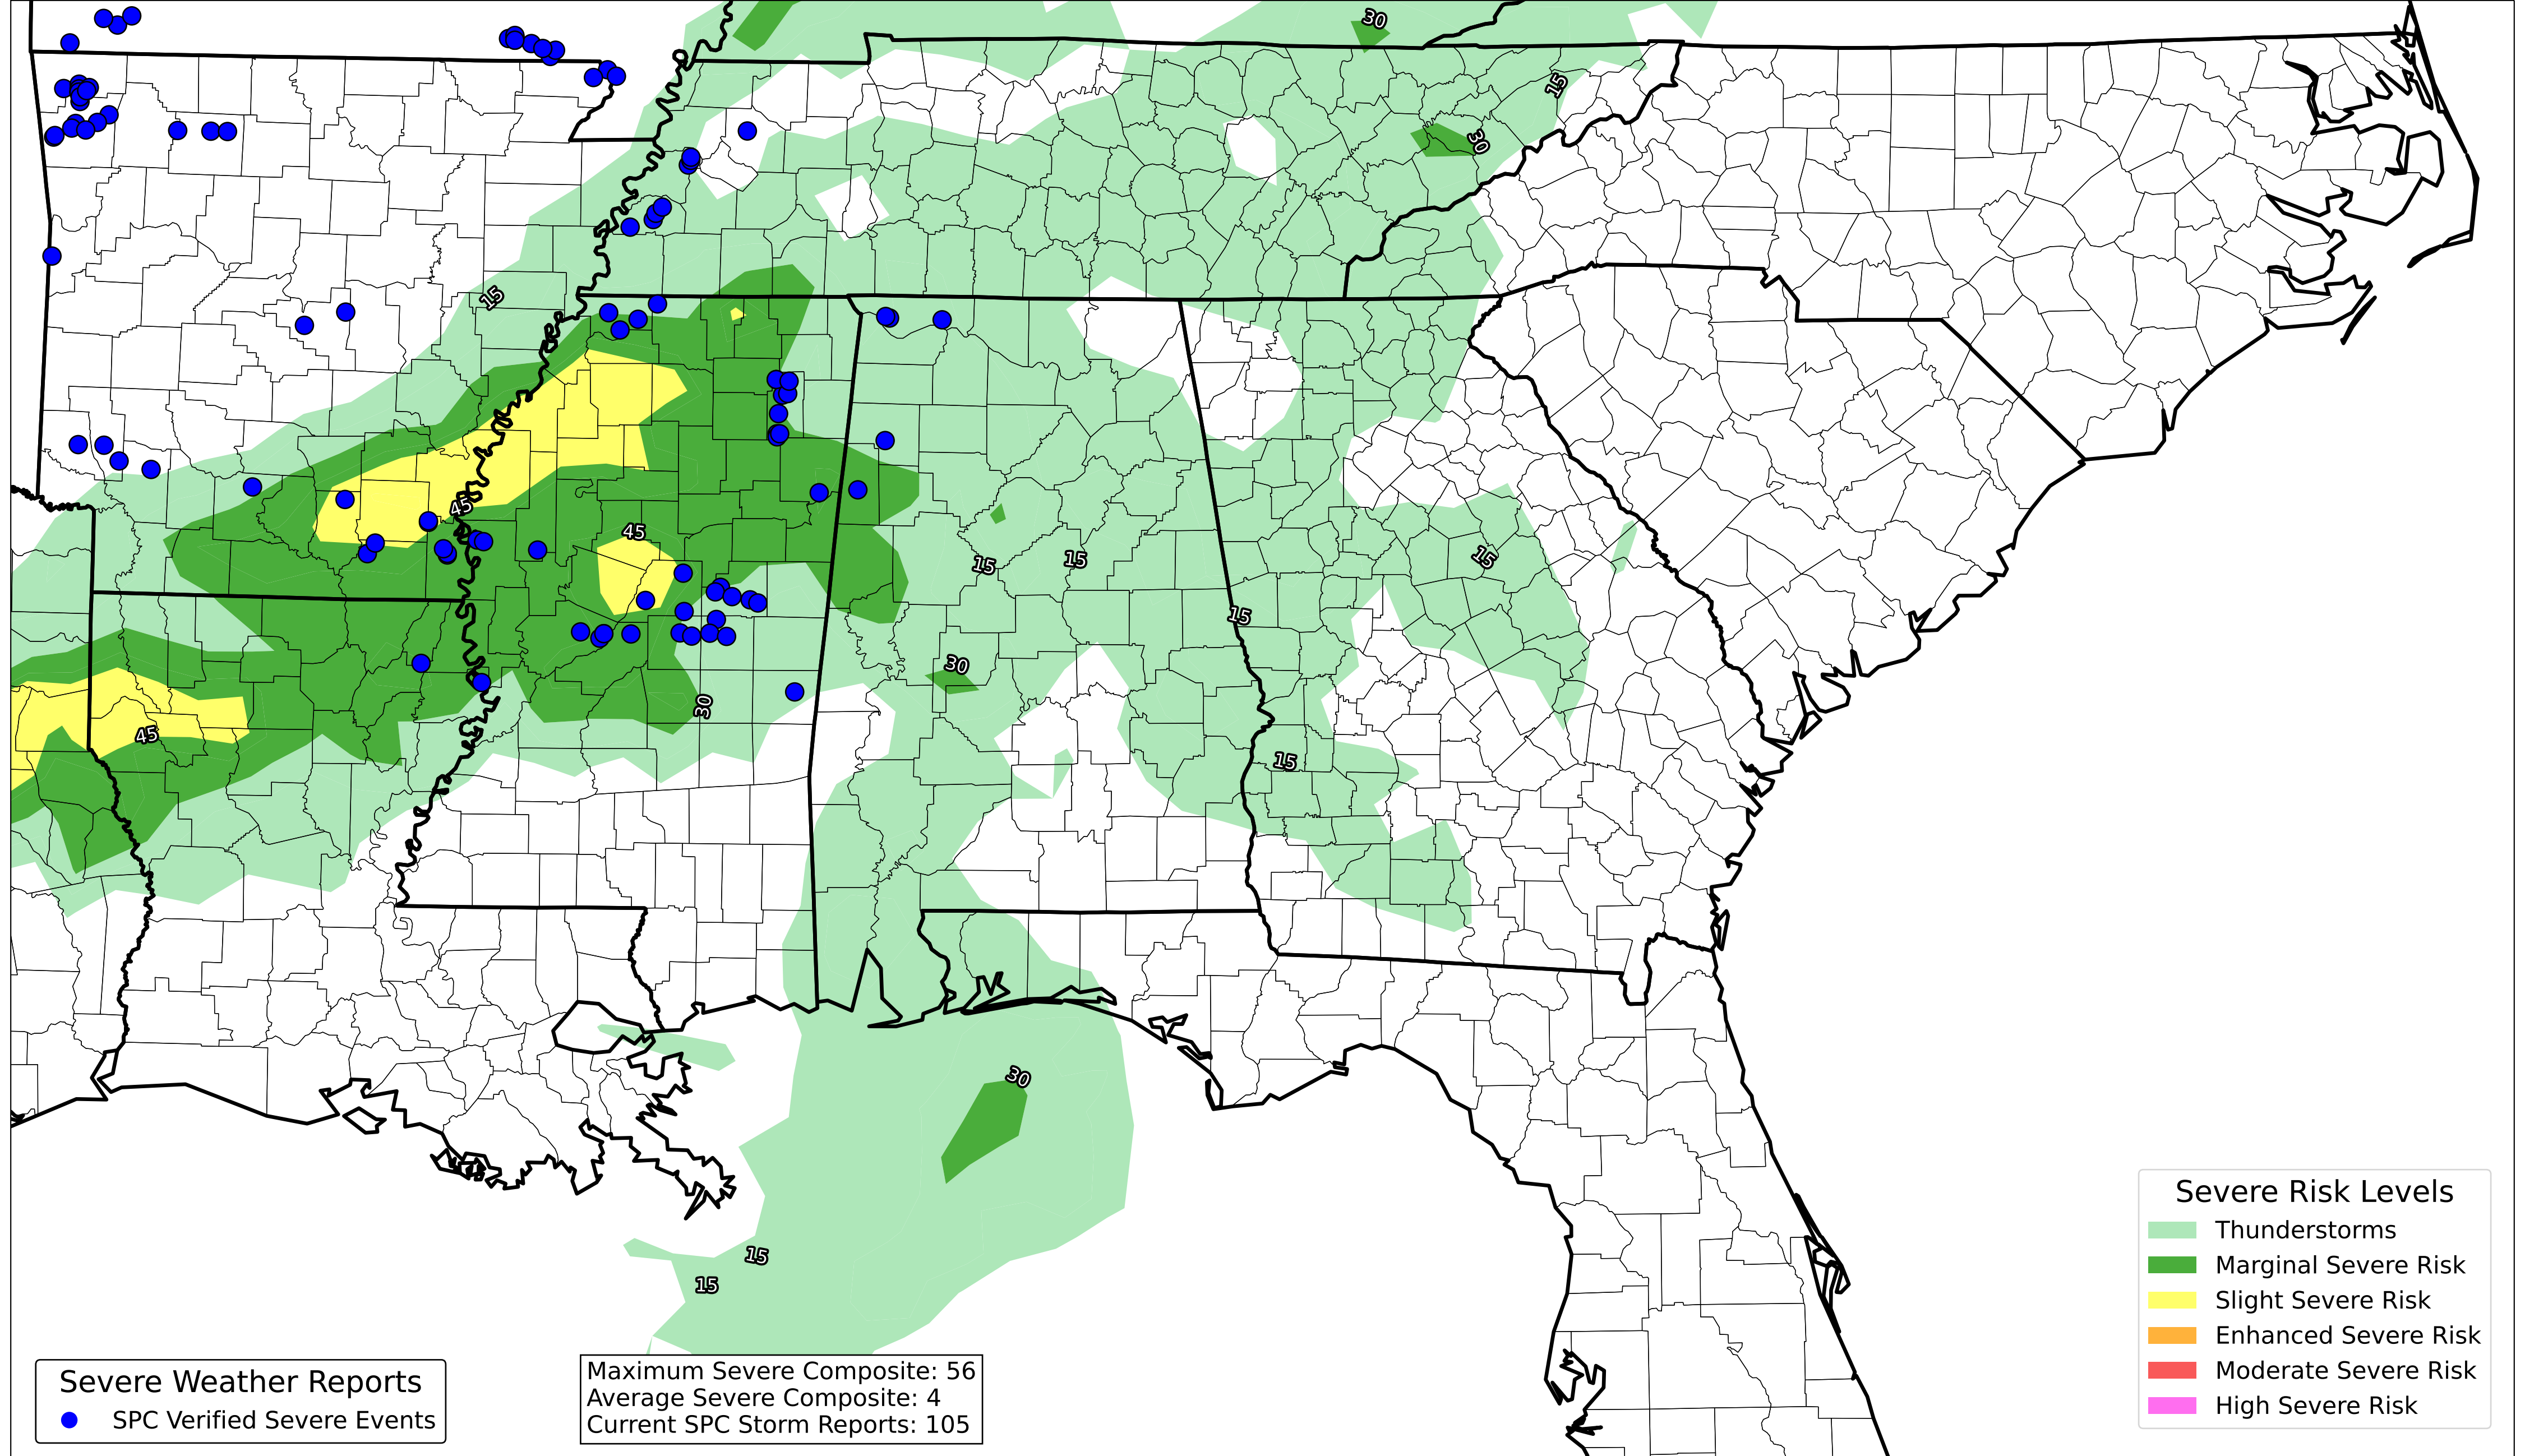 30
15
30
15
45
45
15
15
15
15
30
45
30
15
30
15
15
Severe Risk Levels
Thunderstorms
Marginal Severe Risk
Slight Severe Risk
Enhanced Severe Risk
Moderate Severe Risk
High Severe Risk
Severe Weather Reports
SPC Verified Severe Events
Maximum Severe Composite: 56
Average Severe Composite: 4
Current SPC Storm Reports: 105